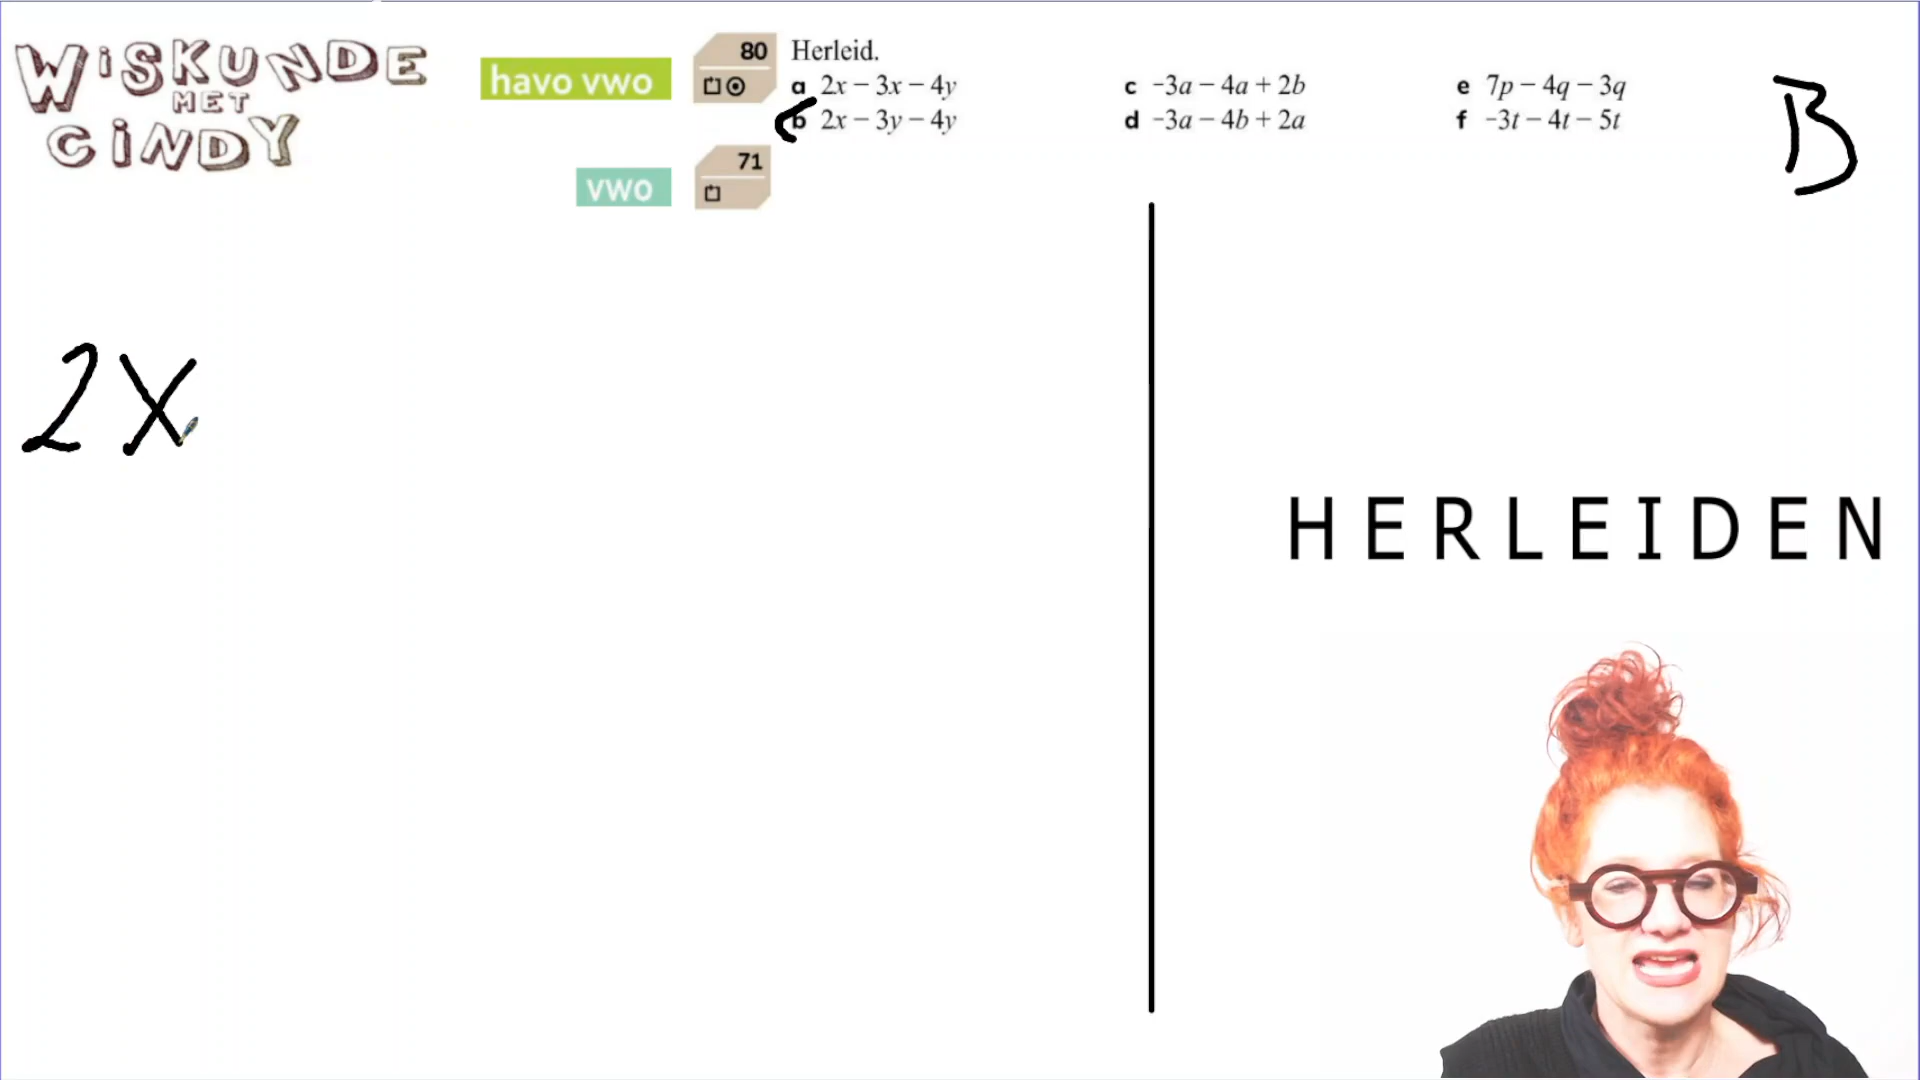 WiSKUNDE
MET
CiNDY
havo vwo
80
Herleid.
a 2x − 3x − 4y
b 2x − 3y − 4y
c -3a − 4a + 2b
d -3a − 4b + 2a
e 7p − 4q − 3q
f -3t − 4t − 5t
B
vwo
71
2x
HERLEIDEN